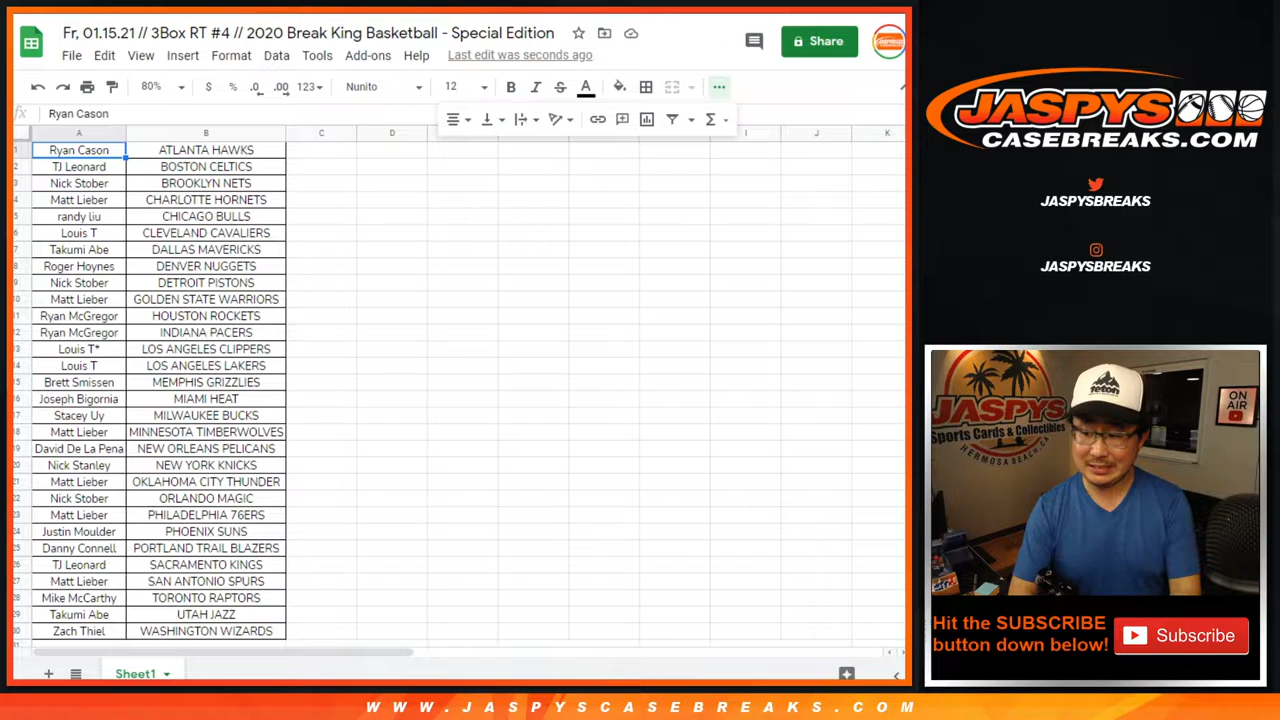 Fr, 01.15.21 // 3Box RT #4 // 2020 Break King Basketball - Special Edition
File Edit View Insert Format Data Tools Add-ons Help Last edit was seconds ago
Share
80% $ % .0 .00 123 Nunito 12 B I S A
fx Ryan Cason
A B C D I J K
1 Ryan Cason ATLANTA HAWKS
2 TJ Leonard BOSTON CELTICS
3 Nick Stober BROOKLYN NETS
4 Matt Lieber CHARLOTTE HORNETS
5 randy liu CHICAGO BULLS
6 Louis T CLEVELAND CAVALIERS
7 Takumi Abe DALLAS MAVERICKS
8 Roger Hoynes DENVER NUGGETS
9 Nick Stober DETROIT PISTONS
10 Matt Lieber GOLDEN STATE WARRIORS
11 Ryan McGregor HOUSTON ROCKETS
12 Ryan McGregor INDIANA PACERS
13 Louis T* LOS ANGELES CLIPPERS
14 Louis T LOS ANGELES LAKERS
15 Brett Smissen MEMPHIS GRIZZLIES
16 Joseph Bigornia MIAMI HEAT
17 Stacey Uy MILWAUKEE BUCKS
18 Matt Lieber MINNESOTA TIMBERWOLVES
19 David De La Pena NEW ORLEANS PELICANS
20 Nick Stanley NEW YORK KNICKS
21 Matt Lieber OKLAHOMA CITY THUNDER
22 Nick Stober ORLANDO MAGIC
23 Matt Lieber PHILADELPHIA 76ERS
24 Justin Moulder PHOENIX SUNS
25 Danny Connell PORTLAND TRAIL BLAZERS
26 TJ Leonard SACRAMENTO KINGS
27 Matt Lieber SAN ANTONIO SPURS
28 Mike McCarthy TORONTO RAPTORS
29 Takumi Abe UTAH JAZZ
30 Zach Thiel WASHINGTON WIZARDS
Sheet1
JASPYS
CASEBREAKS.COM
JASPYSBREAKS
JASPYSBREAKS
JASPYS
Sports Cards & Collectibles
HERMOSA BEACH, CA
teton
ON
AIR
Hit the SUBSCRIBE
button down below!
Subscribe
WWW.JASPYSCASEBREAKS.COM